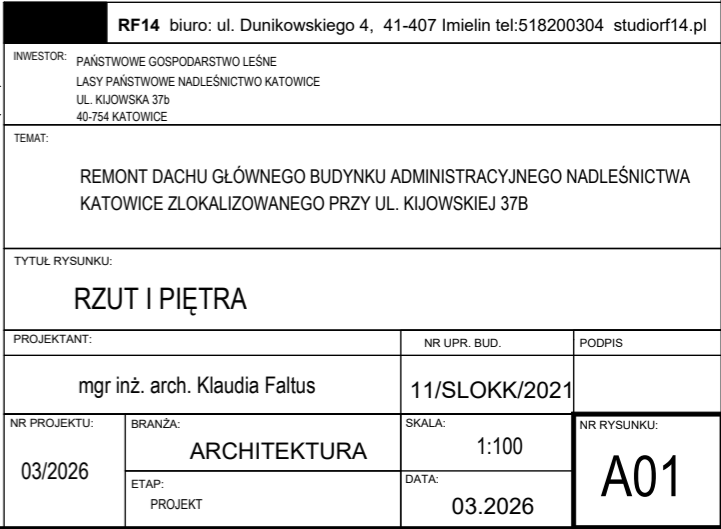 RF14 biuro: ul. Dunikowskiego 4, 41-407 Imielin tel:518200304 studiorf14.pl
INWESTOR: PAŃSTWOWE GOSPODARSTWO LEŚNE
LASY PAŃSTWOWE NADLEŚNICTWO KATOWICE
UL. KIJOWSKA 37b
40-754 KATOWICE
TEMAT:
REMONT DACHU GŁÓWNEGO BUDYNKU ADMINISTRACYJNEGO NADLEŚNICTWA
KATOWICE ZLOKALIZOWANEGO PRZY UL. KIJOWSKIEJ 37B
TYTUŁ RYSUNKU:
RZUT I PIĘTRA
PROJEKTANT:
mgr inż. arch. Klaudia Faltus
NR UPR. BUD.
11/SLOKK/2021
PODPIS
NR PROJEKTU:
03/2026
BRANŻA:
ARCHITEKTURA
ETAP:
PROJEKT
SKALA:
1:100
DATA:
03.2026
NR RYSUNKU:
A01